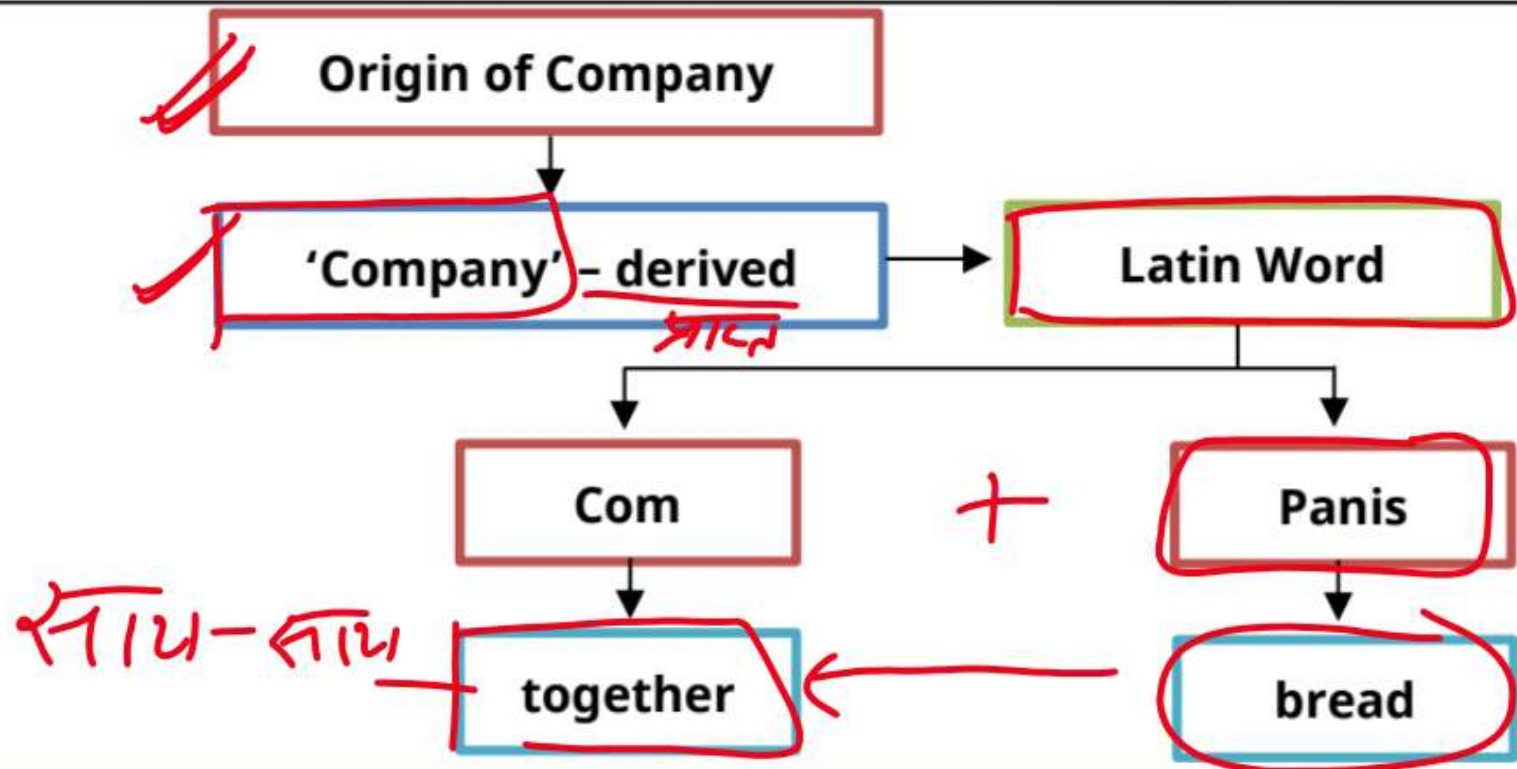 Origin of Company
‘Company’ – derived
Latin Word
Com
+
Panis
साथ - साथ
together
bread